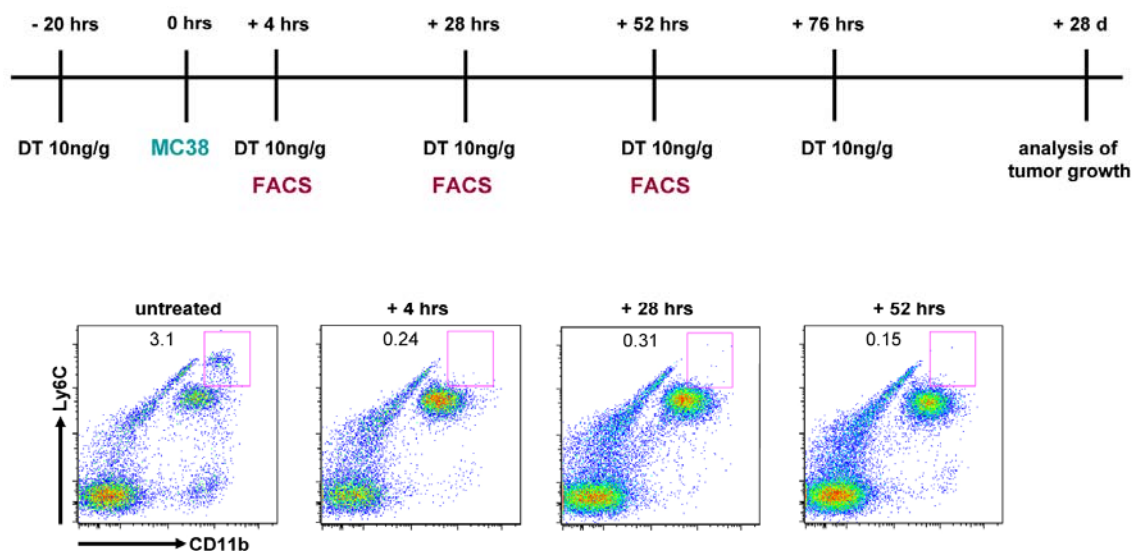 - 20 hrs 0 hrs + 4 hrs + 28 hrs + 52 hrs + 76 hrs + 28 d
DT 10ng/g MC38 DT 10ng/g DT 10ng/g DT 10ng/g DT 10ng/g analysis of
tumor growth
FACS FACS FACS
untreated + 4 hrs + 28 hrs + 52 hrs
3.1 0.24 0.31 0.15
Ly6C
CD11b